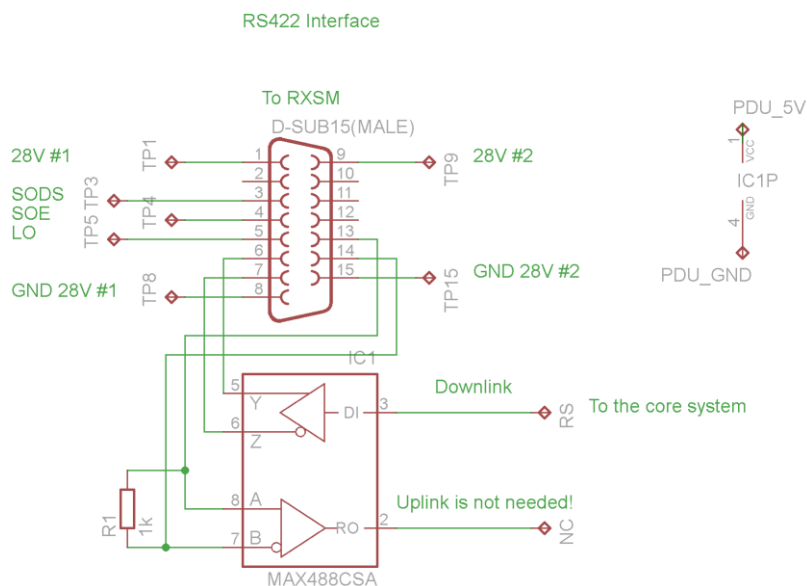 RS422 Interface
To RXSM
D-SUB15(MALE)
PDU_5V
28V #1
TP1
1
9
TP9
28V #2
1
VCC
2
10
IC1P
SODS
TP3
3
11
SOE
TP4
4
12
GND
4
LO
TP5
5
13
6
14
7
15
TP15
GND 28V #2
PDU_GND
GND 28V #1
TP8
8
IC1
5
Y
Downlink
DI
3
RS
To the core system
6
Z
R1
1k
8
A
Uplink is not needed!
RO
2
NC
7
B
MAX488CSA